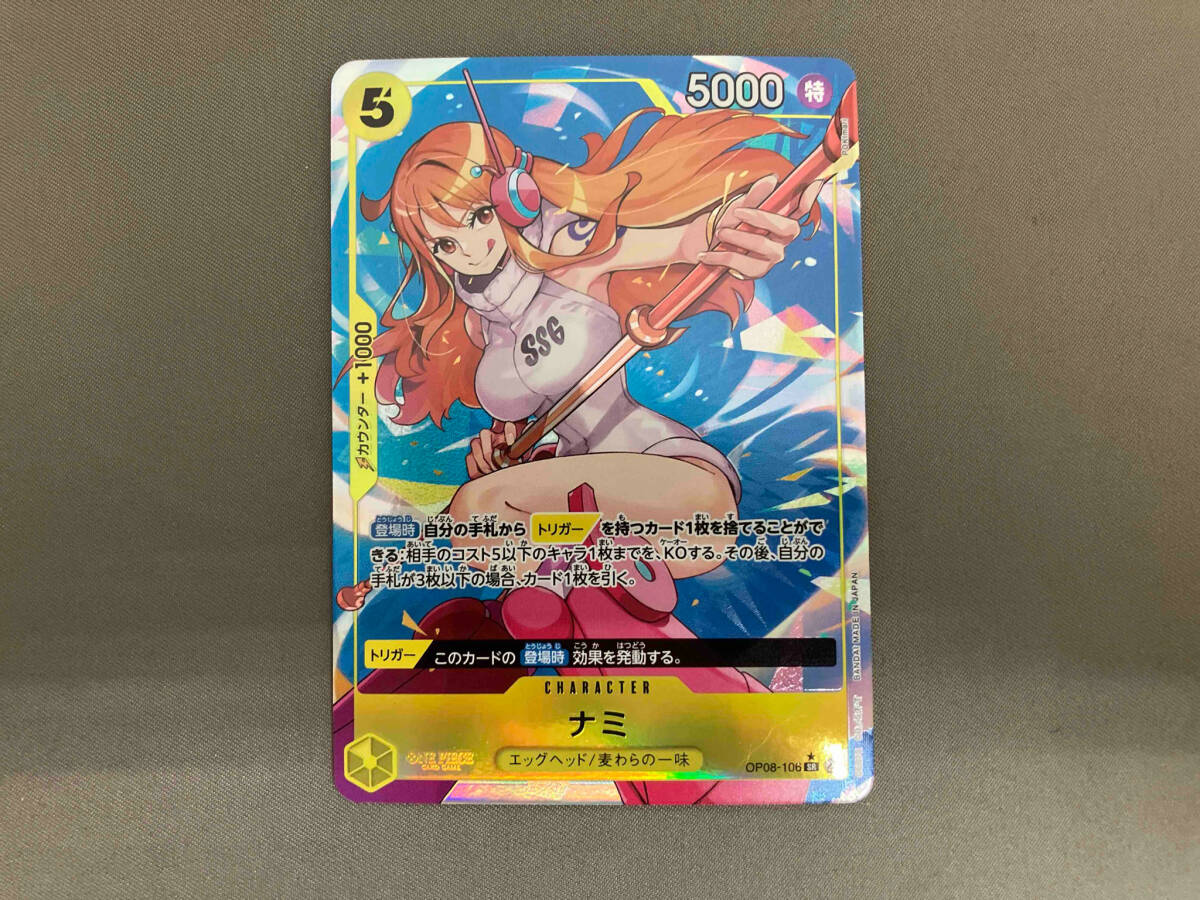 5
5000 特
カウンター +1000
SSG
登場時 自分の手札から トリガー を持つカード1枚を捨てることがで
きる:相手のコスト5以下のキャラ1枚までを、KOする。その後、自分の
手札が3枚以下の場合、カード1枚を引く。
トリガー このカードの 登場時 効果を発動する。
CHARACTER
ナミ
エッグヘッド/麦わらの一味
ONE PIECE
CARD GAME
OP08-106 SR
BANDAI MADE IN JAPAN